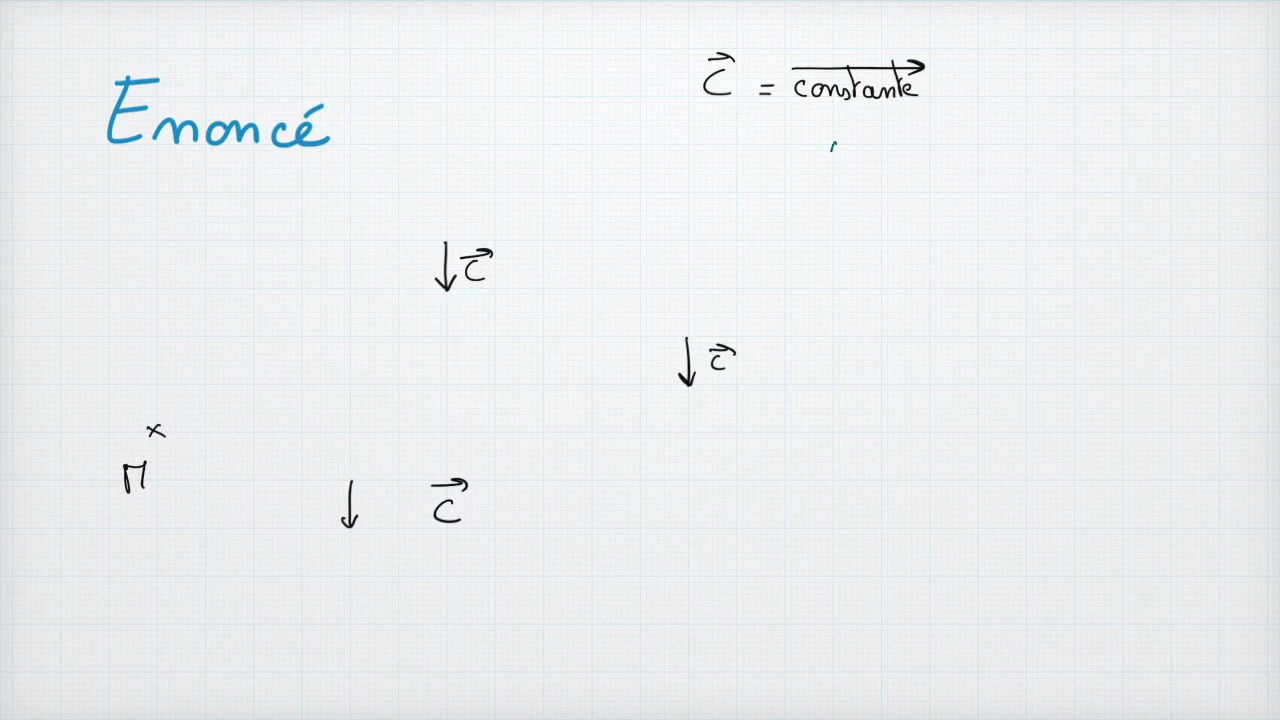 Enoncé
C⃗ = constante
C⃗
C⃗
M
C⃗